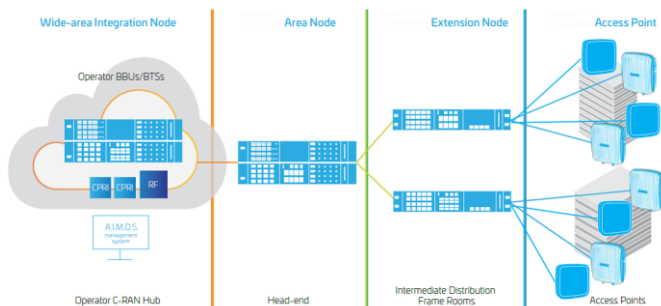 Wide-area Integration Node
Area Node
Extension Node
Access Point
Operator BBUs/BTSs
CPRI
CPRI
RF
A.I.M.O.S.
management
system
Operator C-RAN Hub
Head-end
Intermediate Distribution
Frame Rooms
Access Points